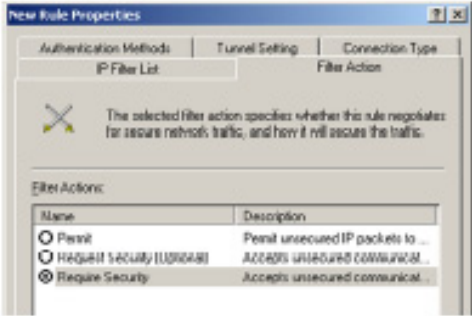 New Rule Properties
? ×
Authentication Methods Tunnel Setting Connection Type
IP Filter List Filter Action
The selected filter action specifies whether this rule negotiates
for secure network traffic, and how it will secure the traffic.
Filter Actions:
Name Description
Permit Permit unsecured IP packets to ...
Request Security (Optional) Accepts unsecured communicat...
Require Security Accepts unsecured communicat...